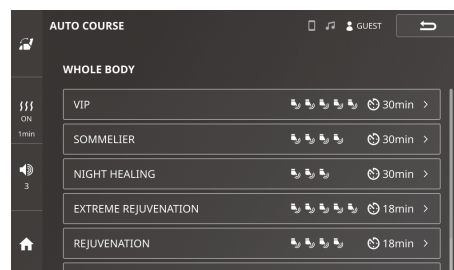 AUTO COURSE
GUEST
WHOLE BODY
VIP 30min
ON
1min
SOMMELIER 30min
NIGHT HEALING 30min
3
EXTREME REJUVENATION 18min
REJUVENATION 18min